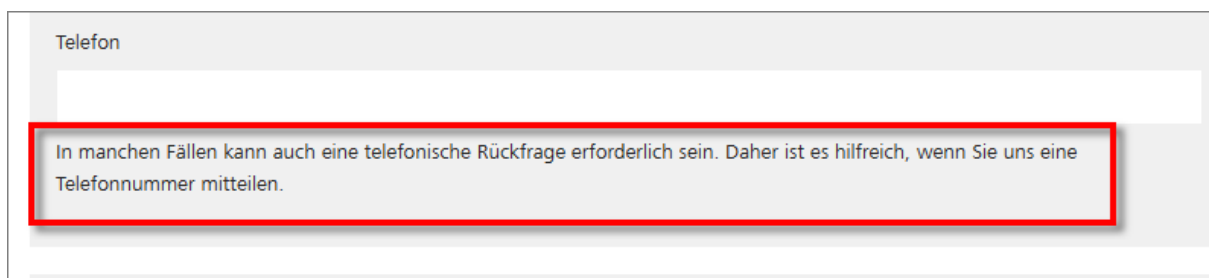 Telefon
In manchen Fällen kann auch eine telefonische Rückfrage erforderlich sein. Daher ist es hilfreich, wenn Sie uns eine
Telefonnummer mitteilen.